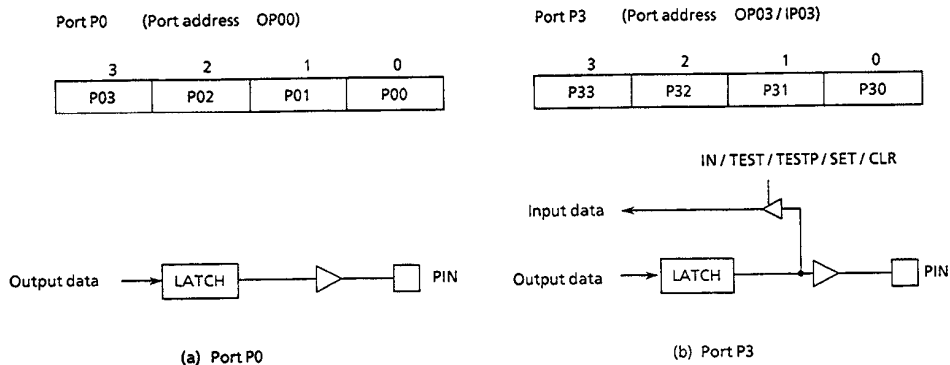 Port P0 (Port address OP00)
3 2 1 0
P03 P02 P01 P00
Output data LATCH PIN
(a) Port P0
Port P3 (Port address OP03 / IP03)
3 2 1 0
P33 P32 P31 P30
IN / TEST / TESTP / SET / CLR
Input data
Output data LATCH PIN
(b) Port P3